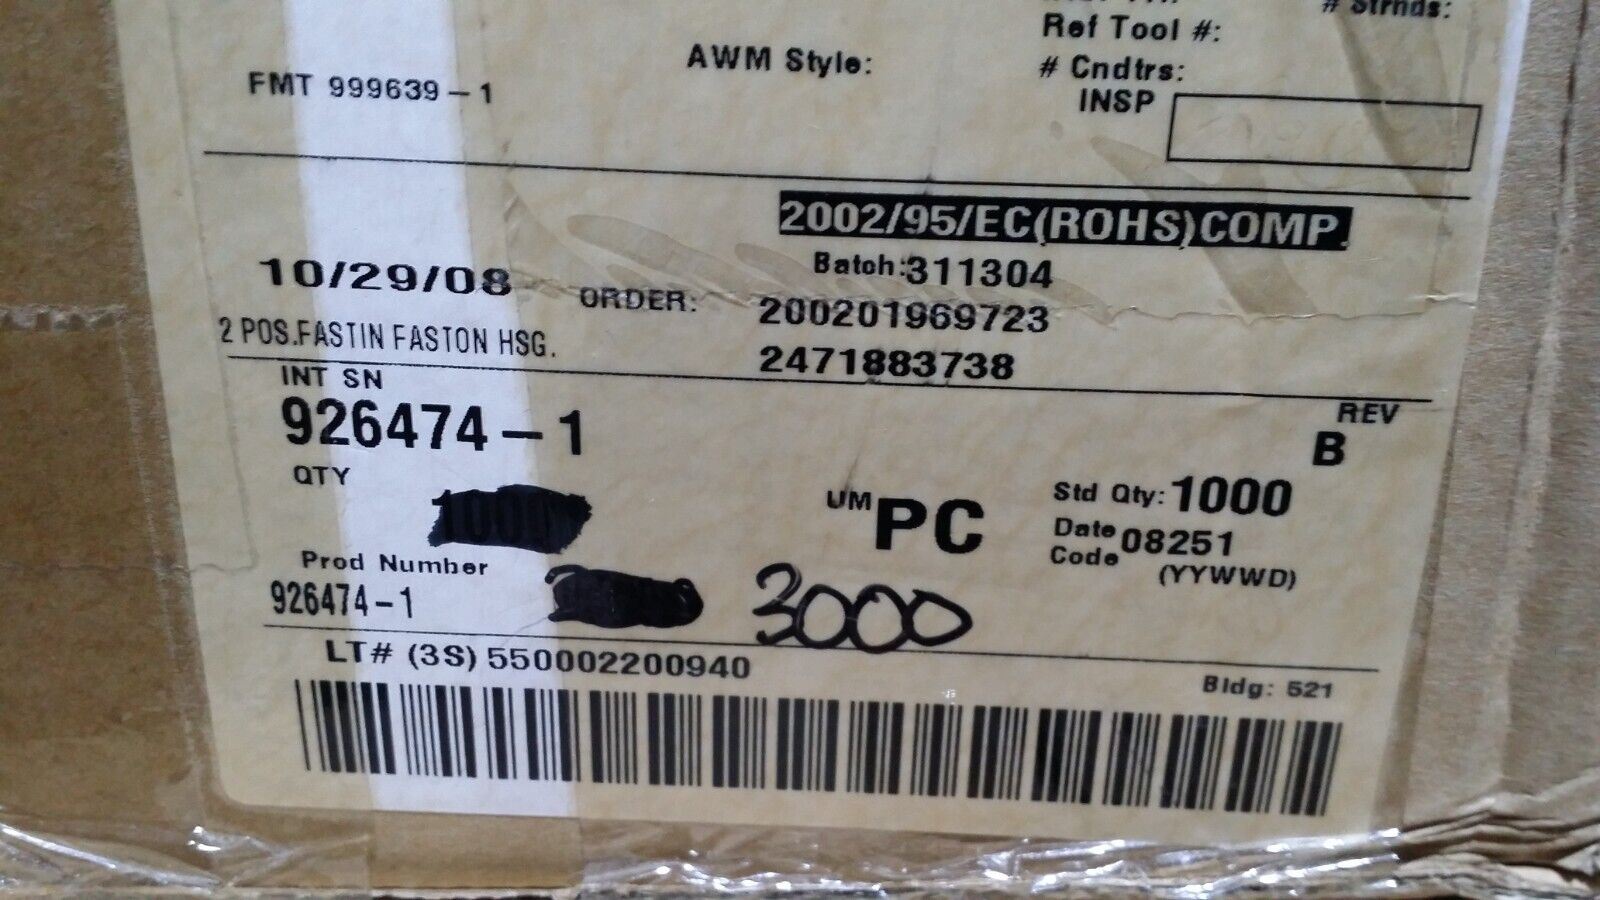 # Strnds:
Ref Tool #:
AWM Style:
# Cndtrs:
FMT 999639-1
INSP
2002/95/EC(ROHS)COMP.
Batch:311304
10/29/08
ORDER: 200201969723
2 POS.FASTIN FASTON HSG.
2471883738
INT SN
926474-1
REV
B
QTY
UM PC
Std Qty: 1000
Date Code 08251
(YYWWD)
Prod Number
926474-1
3000
LT# (3S) 550002200940
Bldg: 521